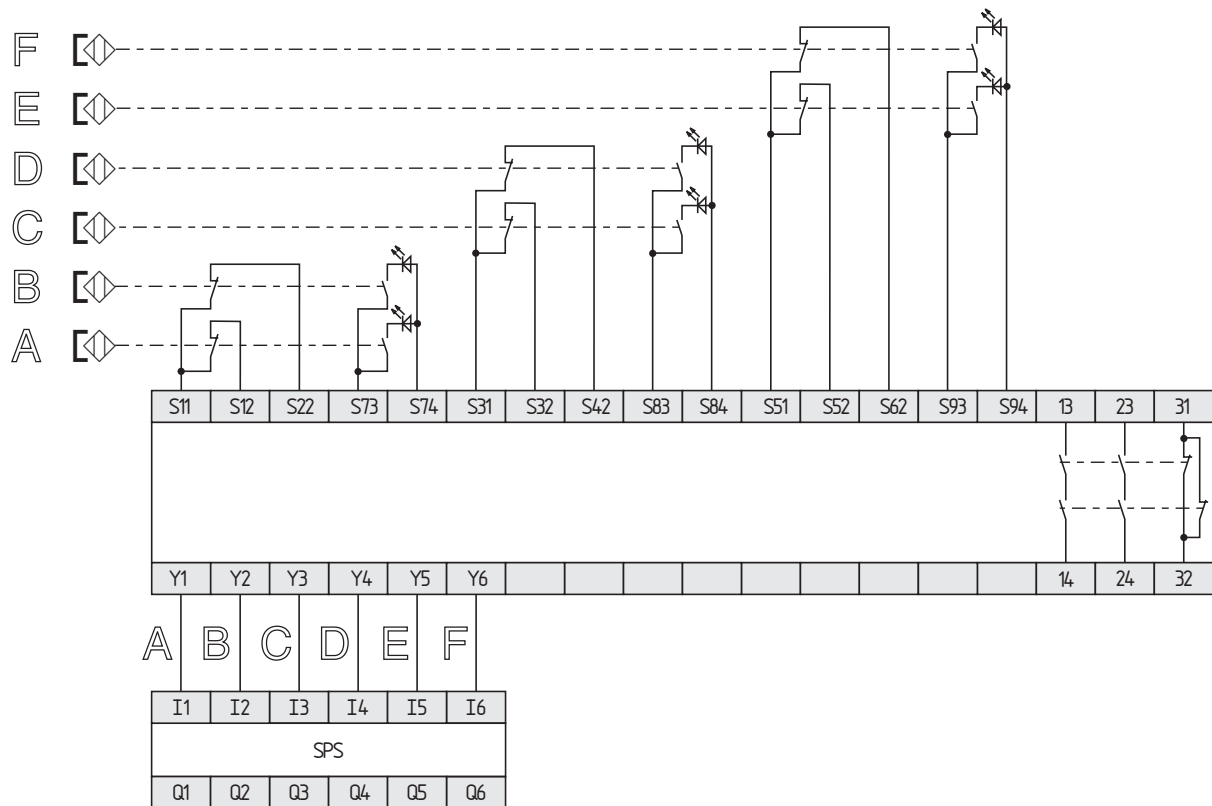 F
E
D
C
B
A
S11 S12 S22 S73 S74 S31 S32 S42 S83 S84 S51 S52 S62 S93 S94 13 23 31
Y1 Y2 Y3 Y4 Y5 Y6 14 24 32
A B C D E F
I1 I2 I3 I4 I5 I6
SPS
Q1 Q2 Q3 Q4 Q5 Q6